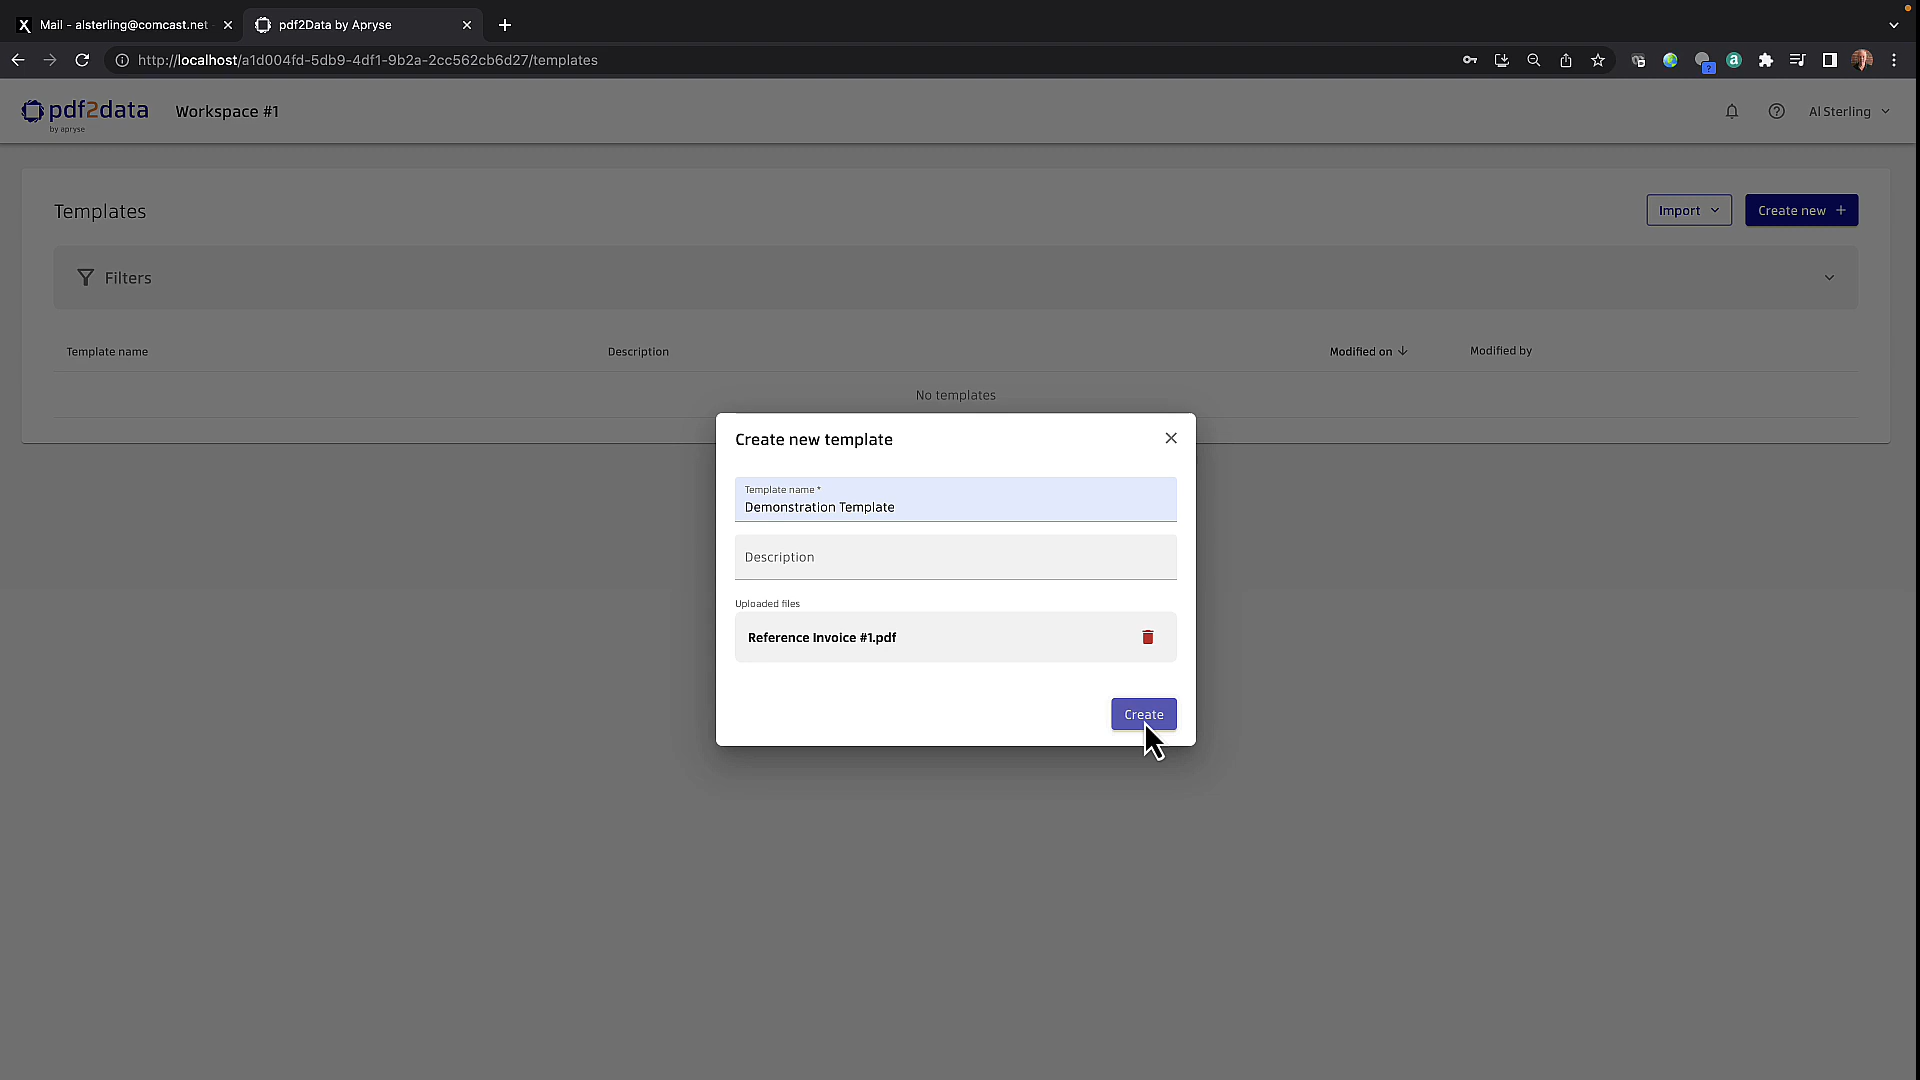 Mail - alsterling@comcast.net
pdf2Data by Apryse
http://localhost/a1d004fd-5db9-4df1-9b2a-2cc562cb6d27/templates
pdf2data
by apryse
Workspace #1
Al Sterling
Templates
Import
Create new +
Filters
Template name
Description
Modified on
Modified by
No templates
Create new template
Template name *
Demonstration Template
Description
Uploaded files
Reference Invoice #1.pdf
Create